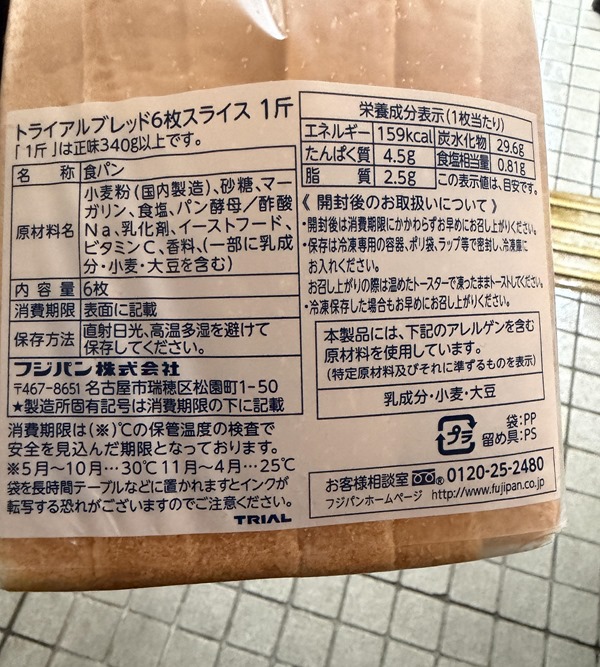 トライアルブレッド6枚スライス 1斤
「1斤」は正味340g以上です。
名 称 食パン
原材料名 小麦粉(国内製造)、砂糖、マー
ガリン、食塩、パン酵母／酢酸
Na、乳化剤、イーストフード、
ビタミンC、香料、(一部に乳成
分・小麦・大豆を含む)
内 容 量 6枚
消費期限 表面に記載
保存方法 直射日光、高温多湿を避けて
保存してください。
フジパン株式会社
〒467-8651 名古屋市瑞穂区松園町1-50
★製造所固有記号は消費期限の下に記載
消費期限は(※)℃の保管温度の検査で
安全を見込んだ期限となっております。
※5月～10月…30℃ 11月～4月…25℃
袋を長時間テーブルなどに置かれますとインクが
転写する恐れがございますのでご注意ください。
TRIAL
栄養成分表示(1枚当たり)
エネルギー 159kcal 炭水化物 29.6g
たんぱく質 4.5g 食塩相当量 0.81g
脂 質 2.5g この表示値は、目安です。
《 開封後のお取扱いについて 》
・開封後は消費期限にかかわらずお早めにお召し上がりください。
・保存は冷凍専用の容器、ポリ袋、ラップ等で密封し、冷凍庫に
お入れください。
お召し上がりの際は温めたトースターで凍ったままトーストしてください。
・冷凍保存した場合もお早めにお召し上がりください。
本製品には、下記のアレルゲンを含む
原材料を使用しています。
(特定原材料及びそれに準ずるものを表示)
乳成分・小麦・大豆
プラ
袋:PP
留め具:PS
お客様相談室 ® 0120-25-2480
フジパンホームページ http://www.fujipan.co.jp